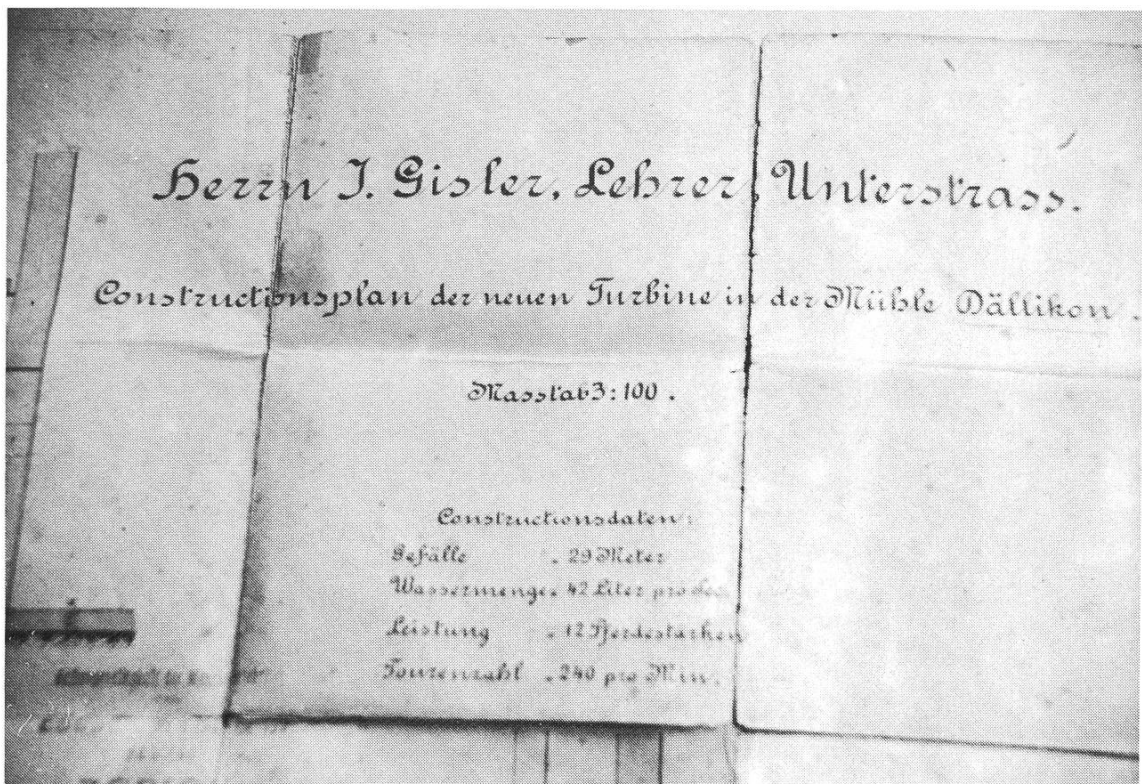 Herrn J. Gisler, Lehrer, Unterstrass.
Constructionsplan der neuen Turbine in der Mühle Dällikon.
Masstab 3:100.
Constructionsdaten:
Gefälle = 29 Meter
Wassermenge = 42 Liter pro Sec.
Leistung = 12 Pferdestärken
Tourenzahl = 240 pro Min.